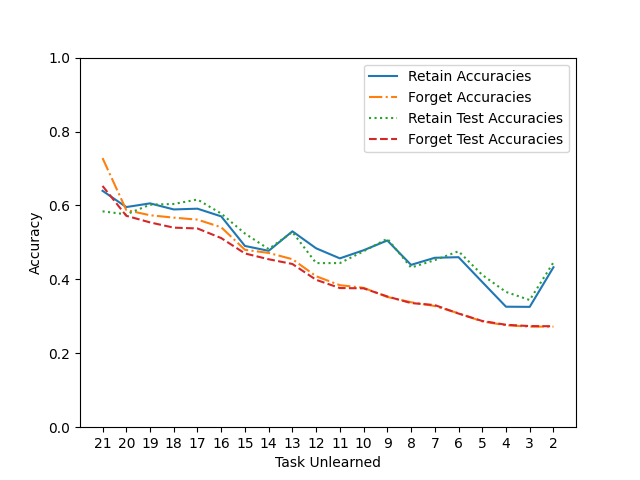 1.0
0.8
0.6
0.4
0.2
0.0
Accuracy
Retain Accuracies
Forget Accuracies
Retain Test Accuracies
Forget Test Accuracies
21 20 19 18 17 16 15 14 13 12 11 10 9 8 7 6 5 4 3 2
Task Unlearned